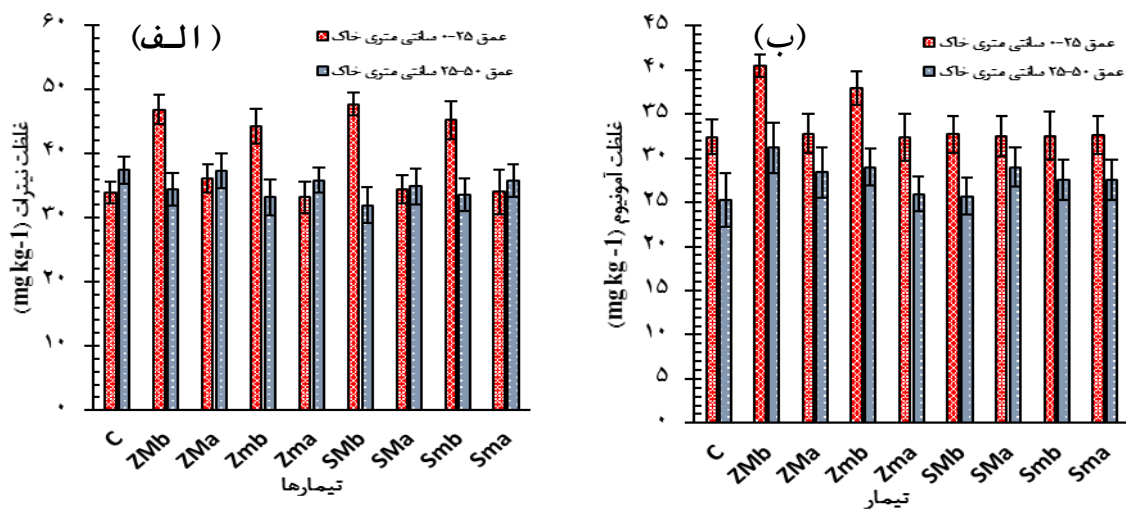 (الف)
عمق ۲۵-۰ سانتی متری خاک
عمق ۵۰-۲۵ سانتی متری خاک
غلظت نیترات (mg kg-1)
۶۰
۵۰
۴۰
۳۰
۲۰
۱۰
۰
C ZMb ZMa Zmb Zma SMb SMa Smb Sma
تیمارها
(ب)
عمق ۲۵-۰ سانتی متری خاک
عمق ۵۰-۲۵ سانتی متری خاک
غلظت آمونیوم (mg kg -1)
۴۵
۴۰
۳۵
۳۰
۲۵
۲۰
۱۵
۱۰
۵
۰
C ZMb ZMa Zmb Zma SMb SMa Smb Sma
تیمار